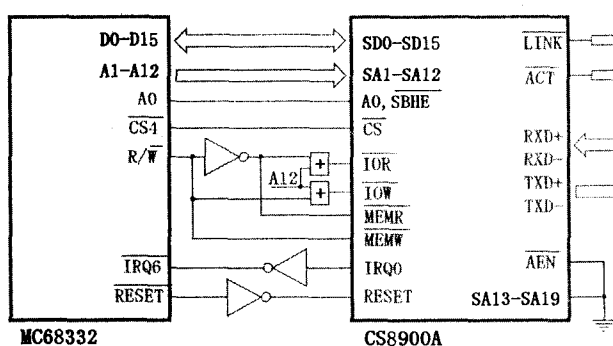 D0-D15
A1-A12
A0
CS4
R/W
IRQ6
RESET
MC68332
A12
+
+
SD0-SD15
SA1-SA12
A0, SBHE
CS
IOR
IOW
MEMR
MEMW
IRQ0
RESET
LINK
ACT
RXD+
RXD-
TXD+
TXD-
AEN
SA13-SA19
CS8900A